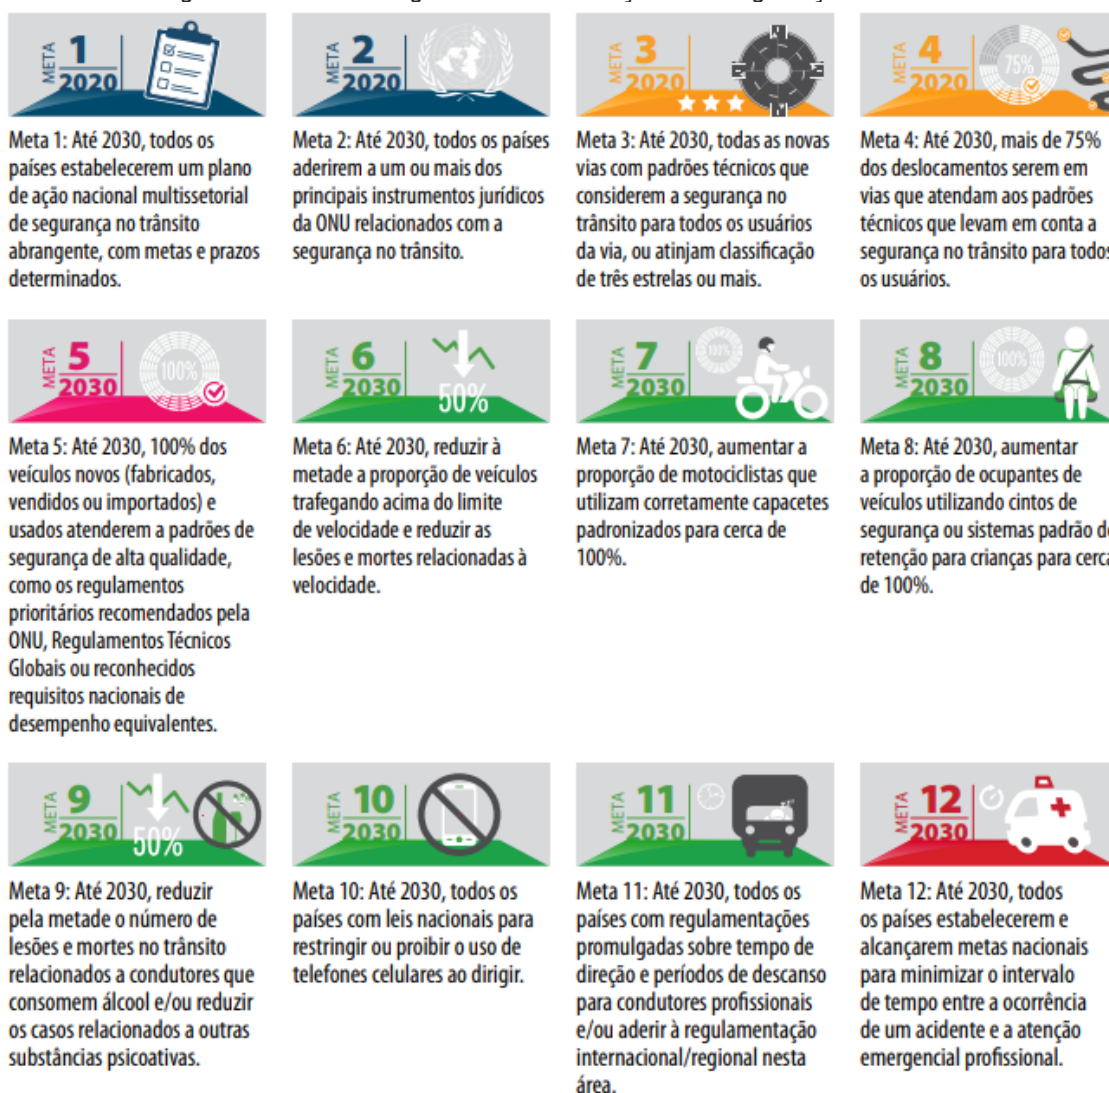 META 1 2020
Meta 1: Até 2030, todos os
países estabelecerem um plano
de ação nacional multissetorial
de segurança no trânsito
abrangente, com metas e prazos
determinados.
META 2 2020
Meta 2: Até 2030, todos os países
aderirem a um ou mais dos
principais instrumentos jurídicos
da ONU relacionados com a
segurança no trânsito.
META 3 2020
Meta 3: Até 2030, todas as novas
vias com padrões técnicos que
considerem a segurança no
trânsito para todos os usuários
da via, ou atinjam classificação
de três estrelas ou mais.
META 4 2020
75%
Meta 4: Até 2030, mais de 75%
dos deslocamentos serem em
vias que atendam aos padrões
técnicos que levam em conta a
segurança no trânsito para todos
os usuários.
META 5 2030
100%
Meta 5: Até 2030, 100% dos
veículos novos (fabricados,
vendidos ou importados) e
usados atenderem a padrões de
segurança de alta qualidade,
como os regulamentos
prioritários recomendados pela
ONU, Regulamentos Técnicos
Globais ou reconhecidos
requisitos nacionais de
desempenho equivalentes.
META 6 2030
50%
Meta 6: Até 2030, reduzir à
metade a proporção de veículos
trafegando acima do limite
de velocidade e reduzir as
lesões e mortes relacionadas à
velocidade.
META 7 2030
100%
Meta 7: Até 2030, aumentar a
proporção de motociclistas que
utilizam corretamente capacetes
padronizados para cerca de
100%.
META 8 2030
100%
Meta 8: Até 2030, aumentar
a proporção de ocupantes de
veículos utilizando cintos de
segurança ou sistemas padrão de
retenção para crianças para cerca
de 100%.
META 9 2030
50%
Meta 9: Até 2030, reduzir
pela metade o número de
lesões e mortes no trânsito
relacionados a condutores que
consomem álcool e/ou reduzir
os casos relacionados a outras
substâncias psicoativas.
META 10 2030
Meta 10: Até 2030, todos os
países com leis nacionais para
restringir ou proibir o uso de
telefones celulares ao dirigir.
META 11 2030
Meta 11: Até 2030, todos os
países com regulamentações
promulgadas sobre tempo de
direção e períodos de descanso
para condutores profissionais
e/ou aderir à regulamentação
internacional/regional nesta
área.
META 12 2030
Meta 12: Até 2030, todos
os países estabelecerem e
alcançarem metas nacionais
para minimizar o intervalo
de tempo entre a ocorrência
de um acidente e a atenção
emergencial profissional.